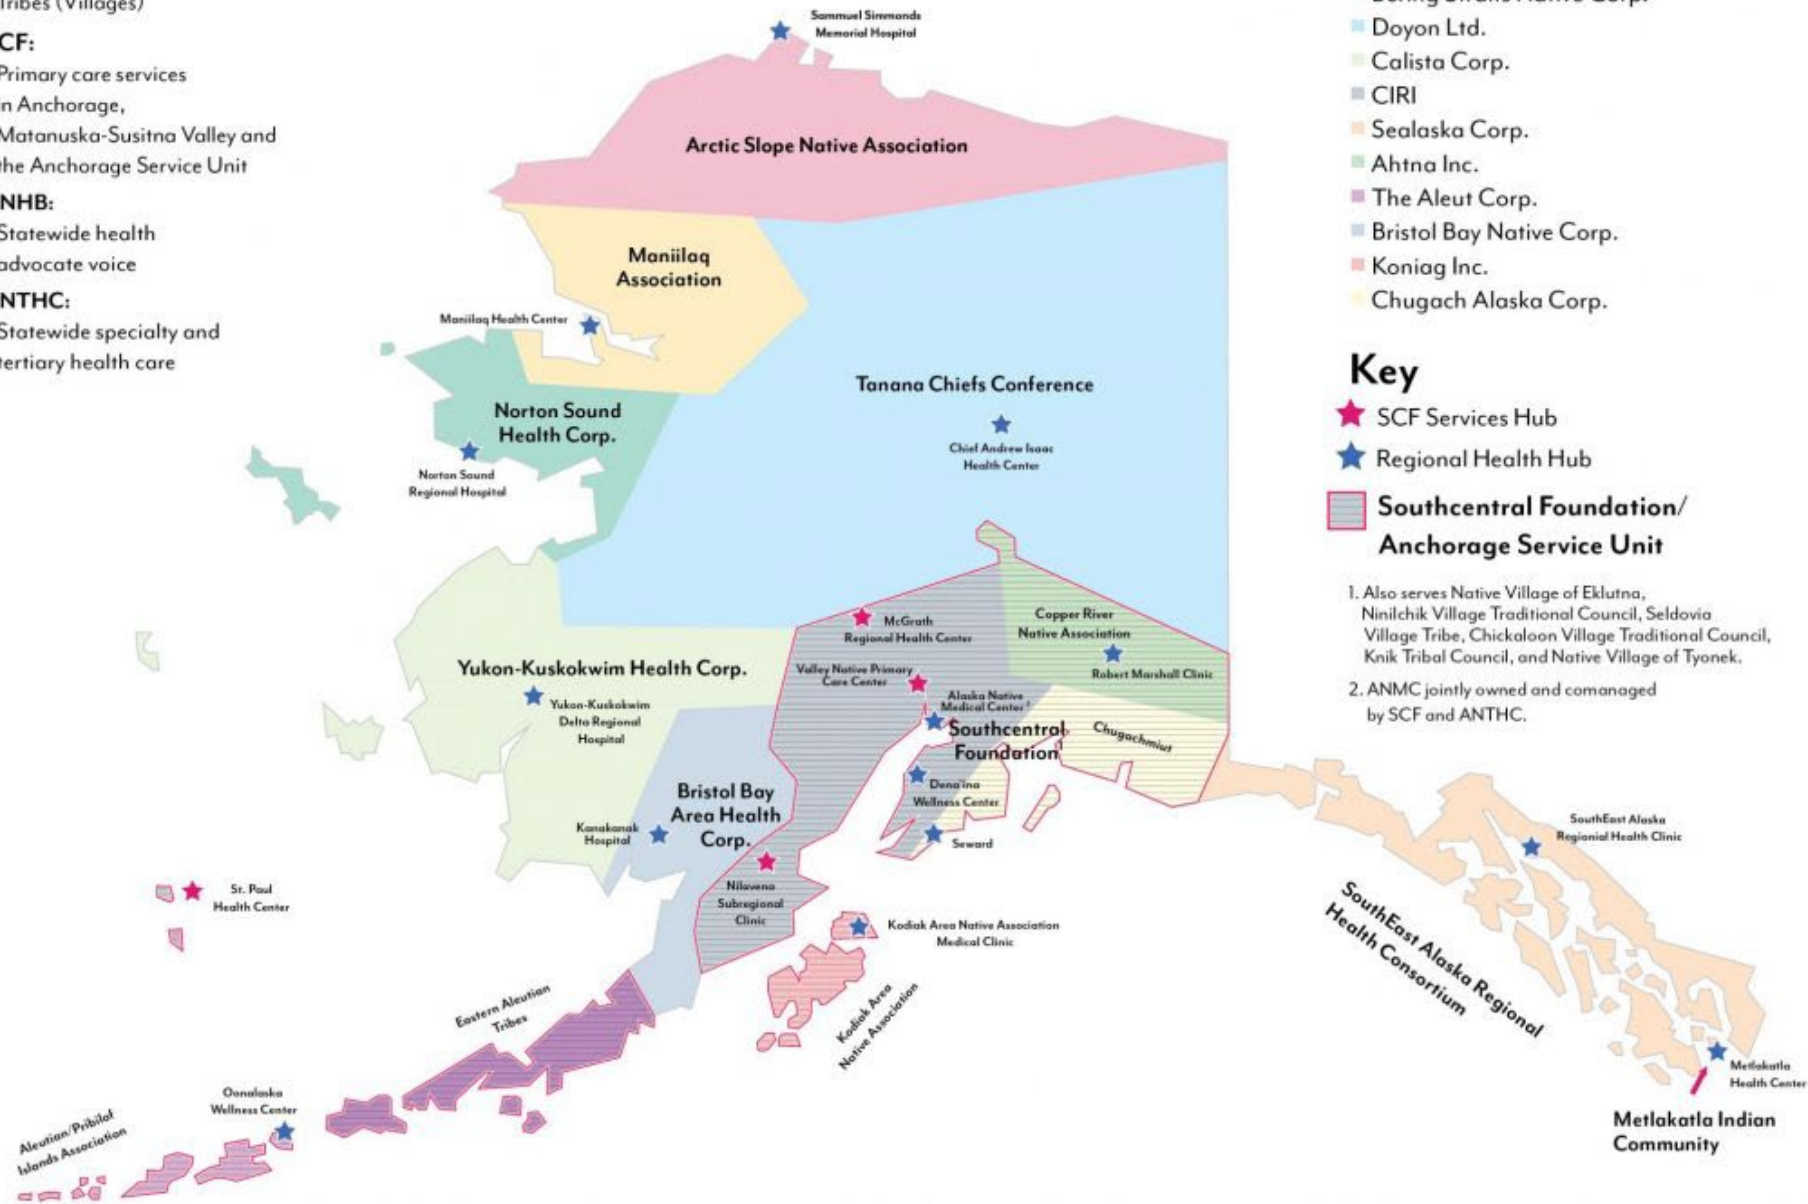 Tribes (Villages)
CF:
Primary care services
in Anchorage,
Matanuska-Susitna Valley and
the Anchorage Service Unit
NHB:
Statewide health
advocate voice
NTHC:
Statewide specialty and
tertiary health care
Sammuel Simmonds
Memorial Hospital
Arctic Slope Native Association
Maniilaq
Association
Maniilaq Health Center
Norton Sound
Health Corp.
Norton Sound
Regional Hospital
Tanana Chiefs Conference
Chief Andrew Isaac
Health Center
Copper River
Native Association
Robert Marshall Clinic
McGrath
Regional Health Center
Valley Native Primary
Care Center
Alaska Native
Medical Center ²
Southcentral
Foundation¹
Chugachmiut
Dena'ina
Wellness Center
Seward
Yukon-Kuskokwim Health Corp.
Yukon-Kuskokwim
Delta Regional
Hospital
Bristol Bay
Area Health
Corp.
Kanakanak
Hospital
Nilavena
Subregional
Clinic
St. Paul
Health Center
Kodiak Area Native Association
Medical Clinic
Kodiak Area
Native Association
Eastern Aleutian
Tribes
Oonalaska
Wellness Center
Aleutian/Pribilof
Islands Association
SouthEast Alaska
Regionial Health Clinic
SouthEast Alaska Regional
Health Consortium
Metlakatla
Health Center
Metlakatla Indian
Community
Bering Straits Native Corp.
Doyon Ltd.
Calista Corp.
CIRI
Sealaska Corp.
Ahtna Inc.
The Aleut Corp.
Bristol Bay Native Corp.
Koniag Inc.
Chugach Alaska Corp.
Key
SCF Services Hub
Regional Health Hub
Southcentral Foundation/
Anchorage Service Unit
1. Also serves Native Village of Eklutna,
Ninilchik Village Traditional Council, Seldovia
Village Tribe, Chickaloon Village Traditional Council,
Knik Tribal Council, and Native Village of Tyonek.
2. ANMC jointly owned and comanaged
by SCF and ANTHC.